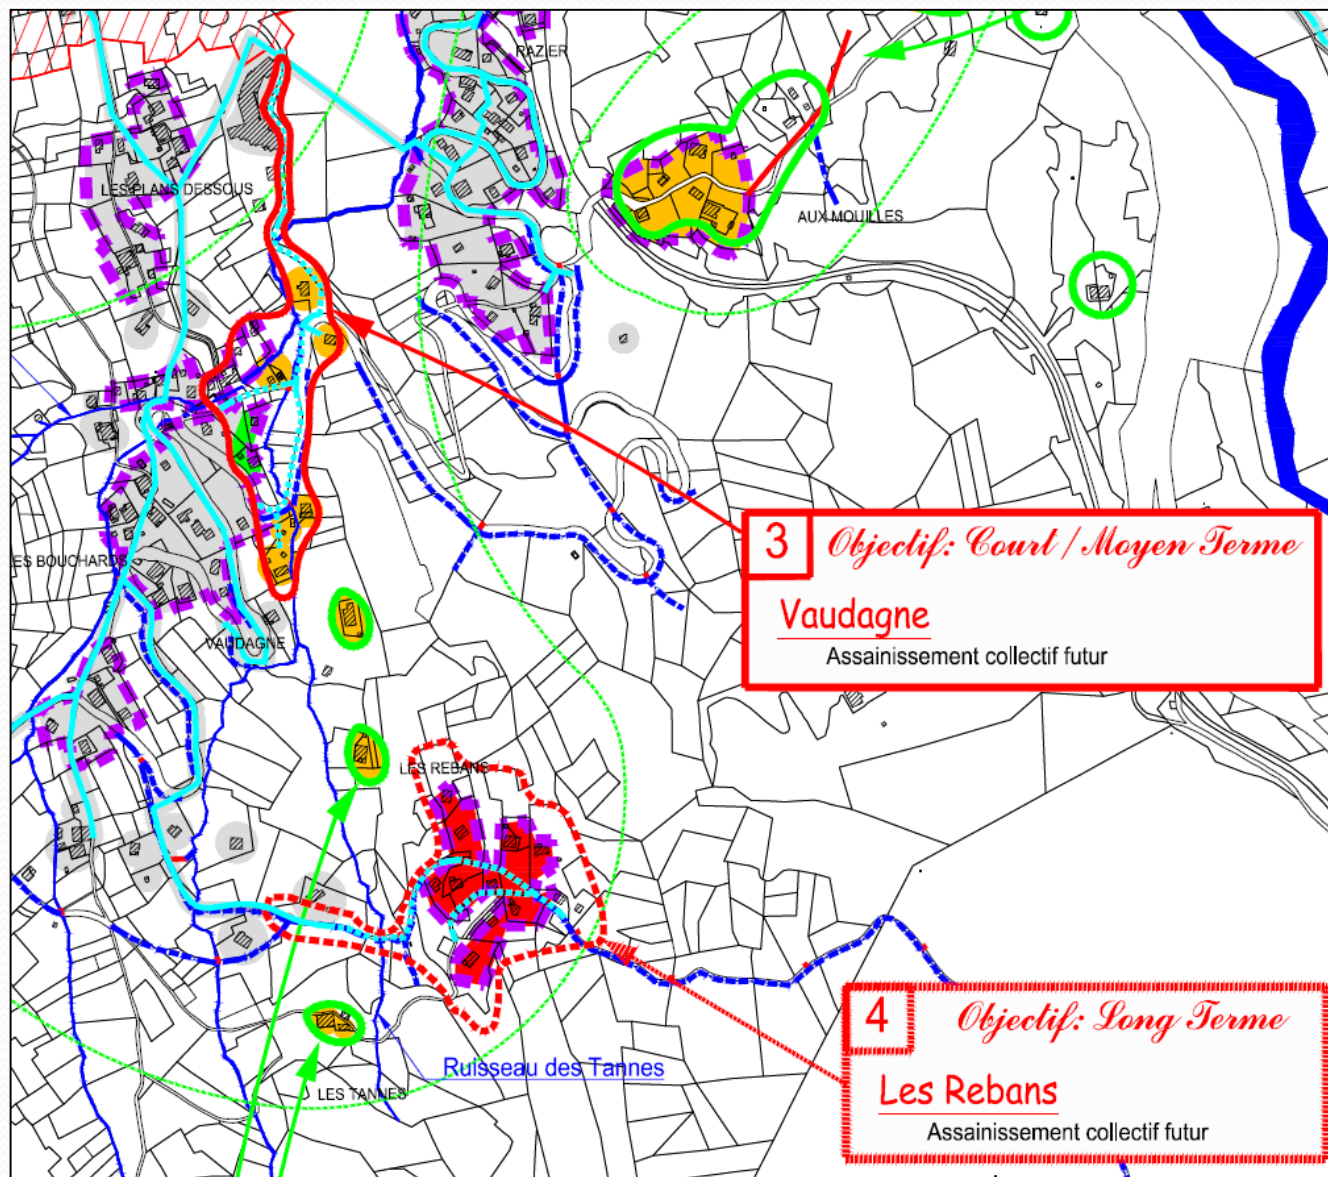 RAZIER
LES PLANS DESSOUS
AUX MOUILLES
3
Objectif: Court / Moyen Terme
Vaudagne
Assainissement collectif futur
ES BOUCHARDS
VAUDAGNE
LES REBANS
4
Objectif: Long Terme
Les Rebans
Assainissement collectif futur
Ruisseau des Tannes
LES TANNES